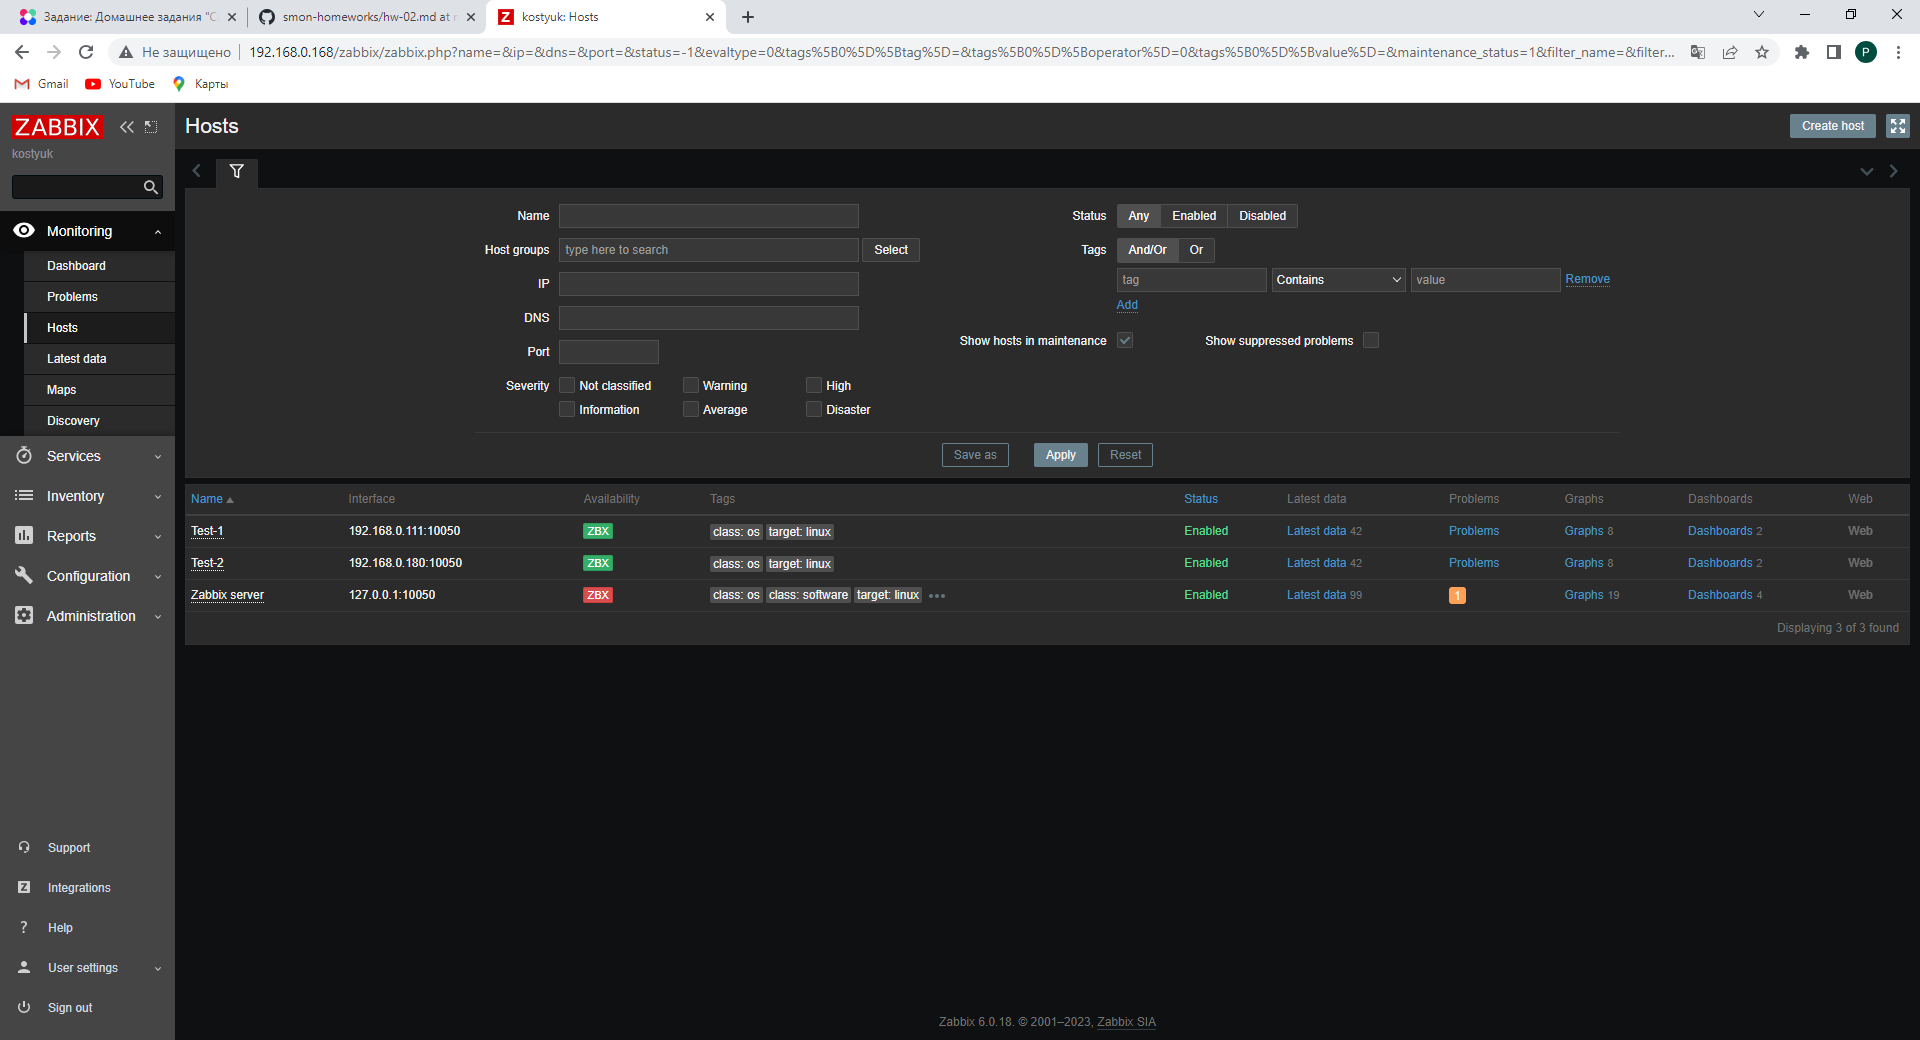 Задание: Домашнее задания "С
smon-homeworks/hw-02.md at
kostyuk: Hosts
Не защищено
192.168.0.168/zabbix/zabbix.php?name=&ip=&dns=&port=&status=-1&evaltype=0&tags%5B0%5D%5Btag%5D=&tags%5B0%5D%5Boperator%5D=0&tags%5B0%5D%5Bvalue%5D=&maintenance_status=1&filter_name=&filter...
P
Gmail
YouTube
Карты
ZABBIX
kostyuk
Monitoring
Dashboard
Problems
Hosts
Latest data
Maps
Discovery
Services
Inventory
Reports
Configuration
Administration
Support
Integrations
Help
User settings
Sign out
Hosts
Create host
Name
Host groups type here to search Select
IP
DNS
Port
Severity Not classified Warning High
Information Average Disaster
Status Any Enabled Disabled
Tags And/Or Or
tag Contains value Remove
Add
Show hosts in maintenance Show suppressed problems
Save as Apply Reset
Name Interface Availability Tags Status Latest data Problems Graphs Dashboards Web
Test-1 192.168.0.111:10050 ZBX class: os target: linux Enabled Latest data 42 Problems Graphs 8 Dashboards 2 Web
Test-2 192.168.0.180:10050 ZBX class: os target: linux Enabled Latest data 42 Problems Graphs 8 Dashboards 2 Web
Zabbix server 127.0.0.1:10050 ZBX class: os class: software target: linux ••• Enabled Latest data 99 1 Graphs 19 Dashboards 4 Web
Displaying 3 of 3 found
Zabbix 6.0.18. © 2001–2023, Zabbix SIA